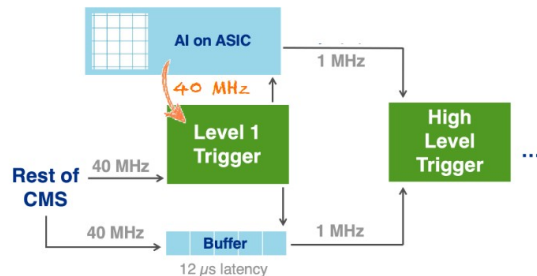 AI on ASIC
1 MHz
40 MHz
Level 1
Trigger
High
Level
Trigger
...
40 MHz
Rest of
CMS
40 MHz
Buffer
1 MHz
12 µs latency